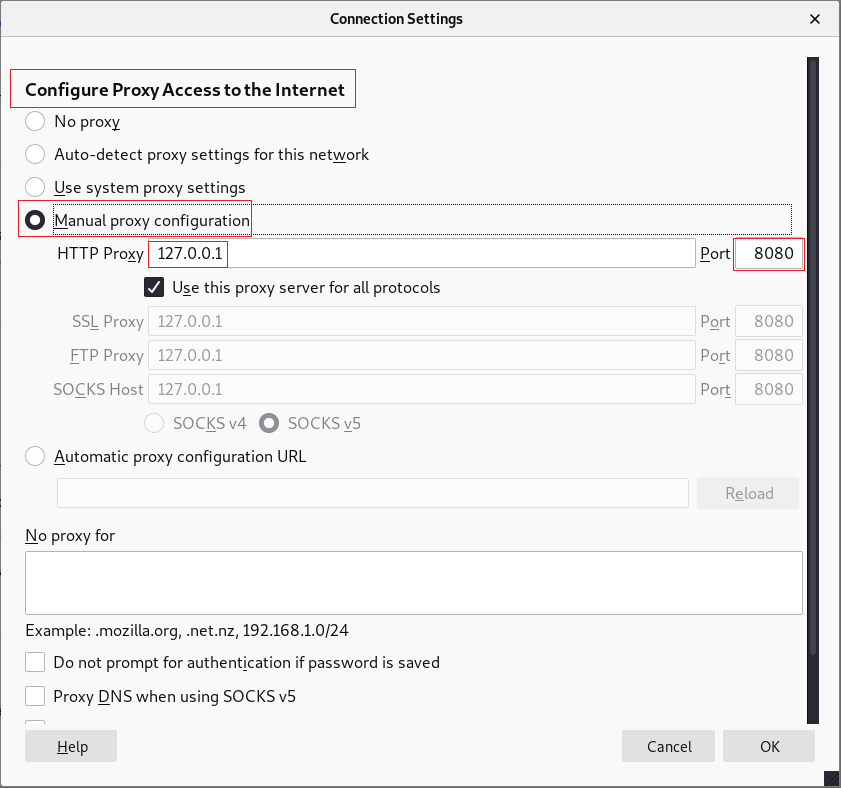 Connection Settings
Configure Proxy Access to the Internet
No proxy
Auto-detect proxy settings for this network
Use system proxy settings
Manual proxy configuration
HTTP Proxy 127.0.0.1 Port 8080
Use this proxy server for all protocols
SSL Proxy 127.0.0.1 Port 8080
FTP Proxy 127.0.0.1 Port 8080
SOCKS Host 127.0.0.1 Port 8080
SOCKS v4 SOCKS v5
Automatic proxy configuration URL
Reload
No proxy for
Example: .mozilla.org, .net.nz, 192.168.1.0/24
Do not prompt for authentication if password is saved
Proxy DNS when using SOCKS v5
Help Cancel OK